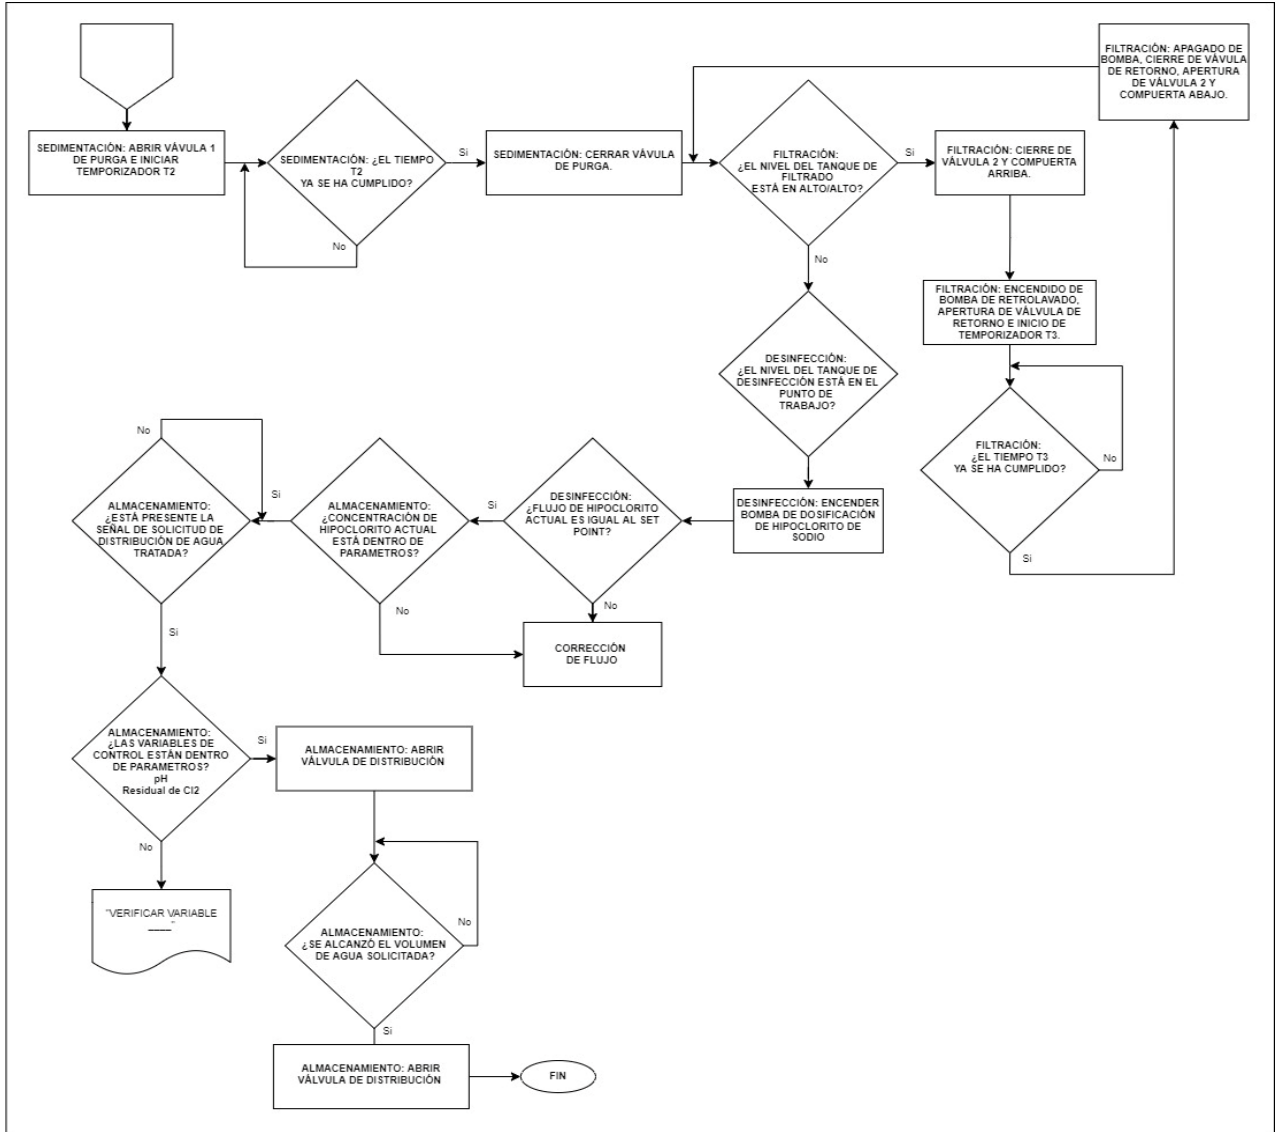 SEDIMENTACIÓN: ABRIR VÁVULA 1
DE PURGA E INICIAR
TEMPORIZADOR T2
SEDIMENTACIÓN: ¿EL TIEMPO
T2
YA SE HA CUMPLIDO?
Si
No
SEDIMENTACIÓN: CERRAR VÁVULA
DE PURGA.
FILTRACIÓN:
¿EL NIVEL DEL TANQUE DE
FILTRADO
ESTÁ EN ALTO/ALTO?
Si
No
FILTRACIÓN: CIERRE DE
VÁLVULA 2 Y COMPUERTA
ARRIBA.
FILTRACIÓN: APAGADO DE
BOMBA, CIERRE DE VÁVULA
DE RETORNO, APERTURA
DE VÁLVULA 2 Y
COMPUERTA ABAJO.
FILTRACIÓN: ENCENDIDO DE
BOMBA DE RETROLAVADO,
APERTURA DE VÁLVULA DE
RETORNO E INICIO DE
TEMPORIZADOR T3.
FILTRACIÓN:
¿EL TIEMPO T3
YA SE HA CUMPLIDO?
No
Si
DESINFECCIÓN:
¿EL NIVEL DEL TANQUE DE
DESINFECCIÓN ESTÁ EN EL
PUNTO DE
TRABAJO?
DESINFECCIÓN: ENCENDER
BOMBA DE DOSIFICACIÓN
DE HIPOCLORITO DE
SODIO
DESINFECCIÓN:
¿FLUJO DE HIPOCLORITO
ACTUAL ES IGUAL AL SET
POINT?
Si
No
ALMACENAMIENTO:
¿CONCENTRACIÓN DE
HIPOCLORITO ACTUAL
ESTÁ DENTRO DE
PARAMETROS?
Si
No
CORRECCIÓN
DE FLUJO
ALMACENAMIENTO:
¿ESTÁ PRESENTE LA
SEÑAL DE SOLICITUD DE
DISTRIBUCIÓN DE AGUA
TRATADA?
No
Si
ALMACENAMIENTO:
¿LAS VARIABLES DE
CONTROL ESTÁN DENTRO
DE PARAMETROS?
pH
Residual de Cl2
Si
No
"VERIFICAR VARIABLE
____"
ALMACENAMIENTO: ABRIR
VÁLVULA DE DISTRIBUCIÓN
ALMACENAMIENTO:
¿SE ALCANZÓ EL VOLUMEN
DE AGUA SOLICITADA?
No
Si
ALMACENAMIENTO: ABRIR
VÁLVULA DE DISTRIBUCIÓN
FIN